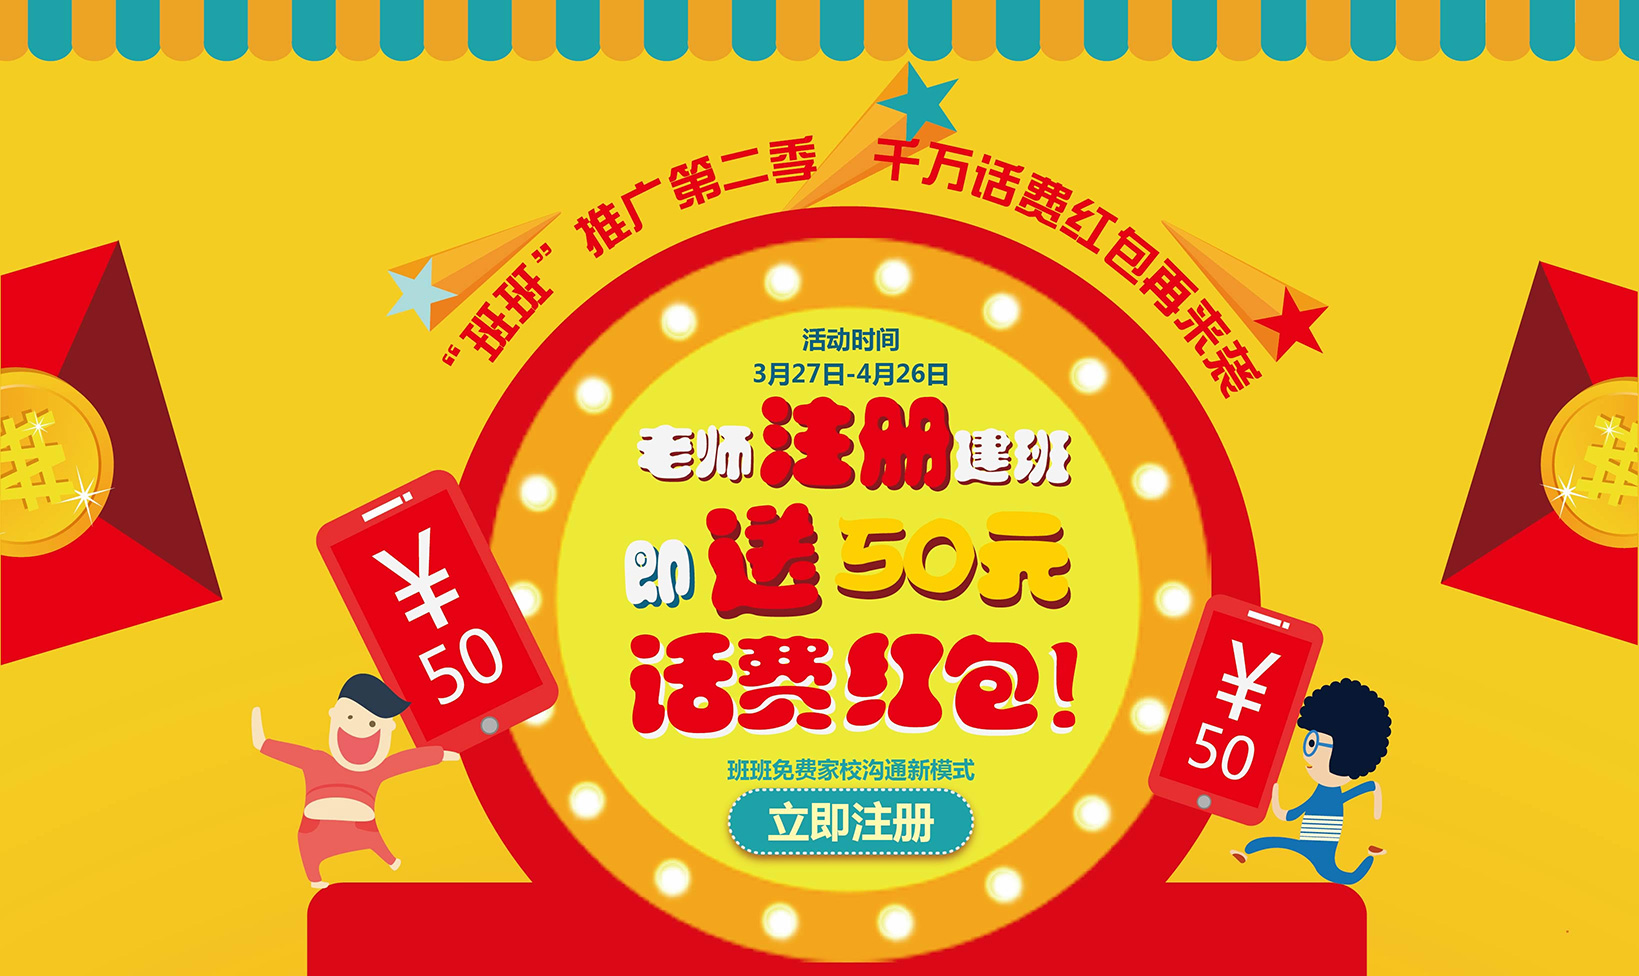 “班班”推广第二季 千万话费红包再来袭
活动时间
3月27日-4月26日
老师注册建班
即送50元
话费红包!
¥
50
¥
50
班班免费家校沟通新模式
立即注册